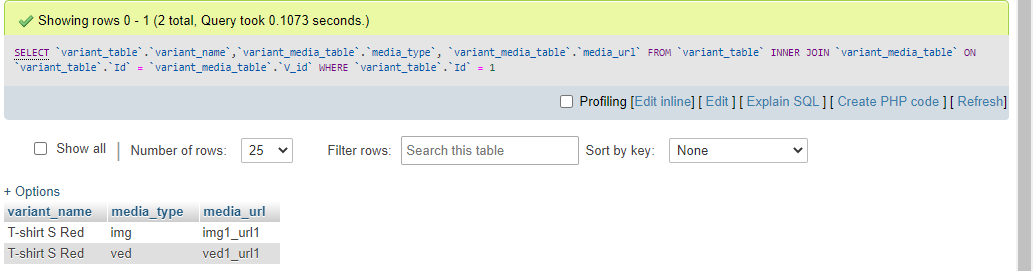 Showing rows 0 - 1 (2 total, Query took 0.1073 seconds.)
SELECT `variant_table`.`variant_name`,`variant_media_table`.`media_type`, `variant_media_table`.`media_url` FROM `variant_table` INNER JOIN `variant_media_table` ON
`variant_table`.`Id` = `variant_media_table`.`V_id` WHERE `variant_table`.`Id` = 1
Profiling [Edit inline] [ Edit ] [ Explain SQL ] [ Create PHP code ] [ Refresh]
Show all | Number of rows: 25 Filter rows: Search this table Sort by key: None
+ Options
variant_name media_type media_url
T-shirt S Red img img1_url1
T-shirt S Red ved ved1_url1